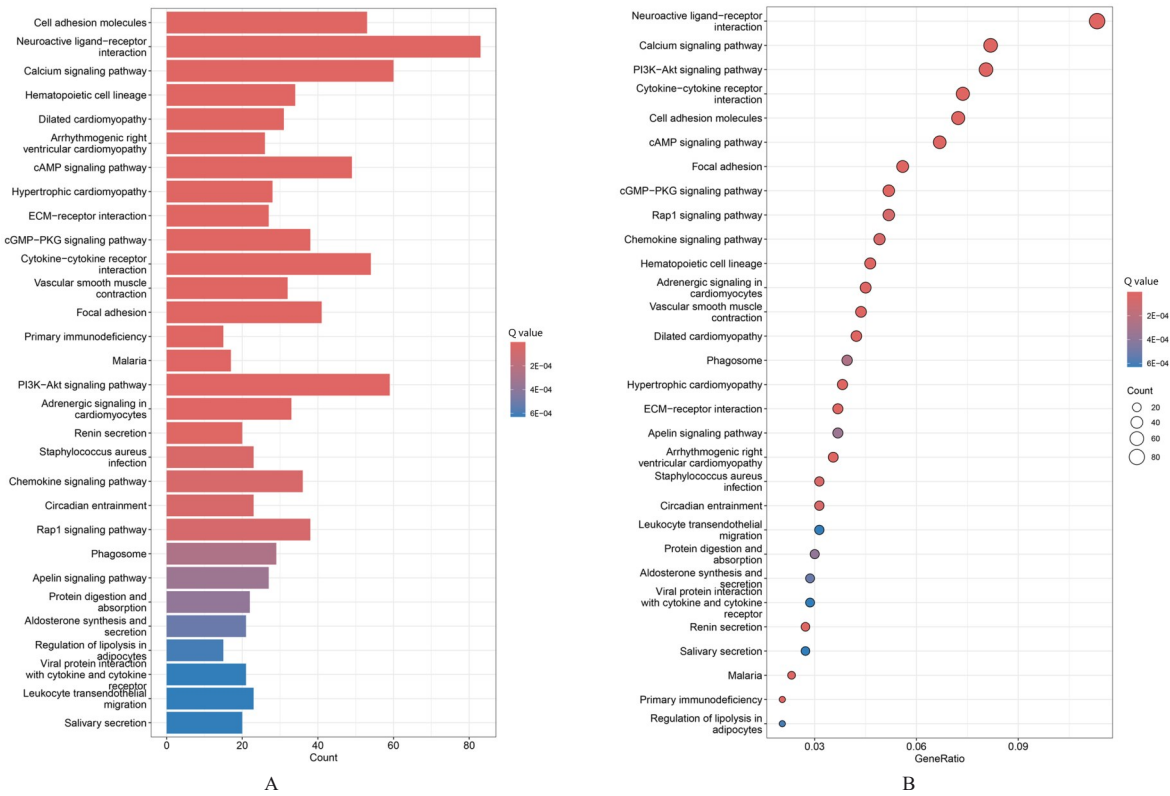 Cell adhesion molecules
Neuroactive ligand−receptor
interaction
Calcium signaling pathway
Hematopoietic cell lineage
Dilated cardiomyopathy
Arrhythmogenic right
ventricular cardiomyopathy
cAMP signaling pathway
Hypertrophic cardiomyopathy
ECM−receptor interaction
cGMP−PKG signaling pathway
Cytokine−cytokine receptor
interaction
Vascular smooth muscle
contraction
Focal adhesion
Primary immunodeficiency
Malaria
PI3K−Akt signaling pathway
Adrenergic signaling in
cardiomyocytes
Renin secretion
Staphylococcus aureus
infection
Chemokine signaling pathway
Circadian entrainment
Rap1 signaling pathway
Phagosome
Apelin signaling pathway
Protein digestion and
absorption
Aldosterone synthesis and
secretion
Regulation of lipolysis in
adipocytes
Viral protein interaction
with cytokine and cytokine
receptor
Leukocyte transendothelial
migration
Salivary secretion
0 20 40 60 80
Count
Q value
2E−04
4E−04
6E−04
A
B
Neuroactive ligand−receptor
interaction
Calcium signaling pathway
PI3K−Akt signaling pathway
Cytokine−cytokine receptor
interaction
Cell adhesion molecules
cAMP signaling pathway
Focal adhesion
cGMP−PKG signaling pathway
Rap1 signaling pathway
Chemokine signaling pathway
Hematopoietic cell lineage
Adrenergic signaling in
cardiomyocytes
Vascular smooth muscle
contraction
Dilated cardiomyopathy
Phagosome
Hypertrophic cardiomyopathy
ECM−receptor interaction
Apelin signaling pathway
Arrhythmogenic right
ventricular cardiomyopathy
Staphylococcus aureus
infection
Circadian entrainment
Leukocyte transendothelial
migration
Protein digestion and
absorption
Aldosterone synthesis and
secretion
Viral protein interaction
with cytokine and cytokine
receptor
Renin secretion
Salivary secretion
Malaria
Primary immunodeficiency
Regulation of lipolysis in
adipocytes
0.03 0.06 0.09
GeneRatio
Q value
2E−04
4E−04
6E−04
Count
20
40
60
80